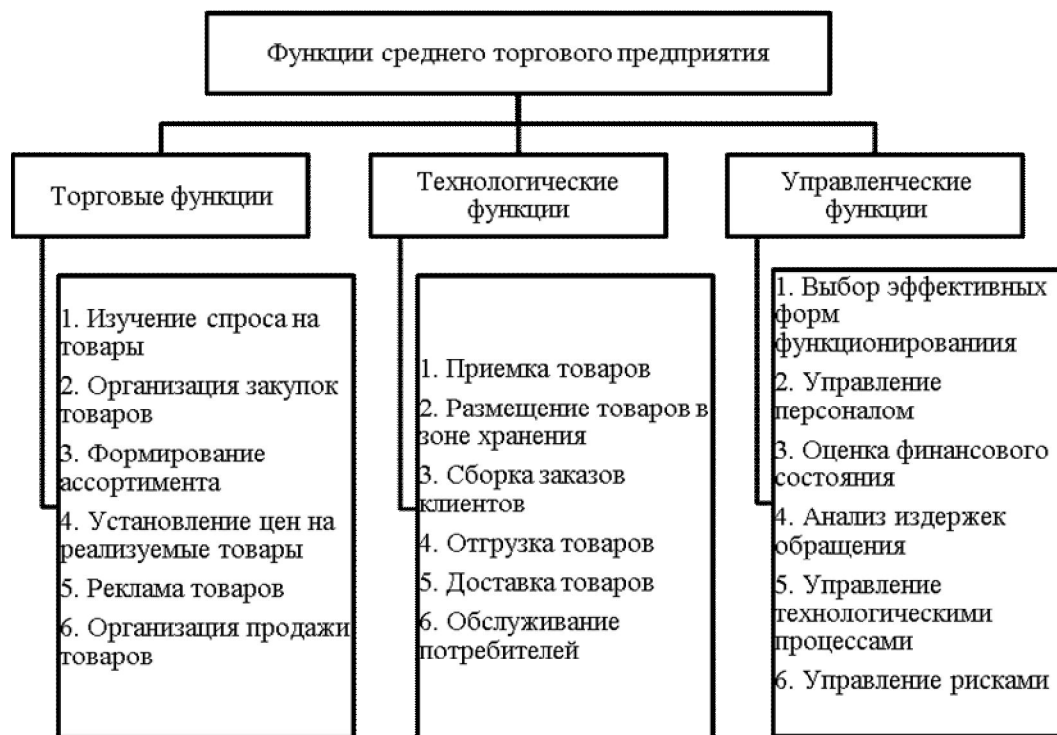 Функции среднего торгового предприятия
Торговые функции
Технологические
функции
Управленческие
функции
1. Изучение спроса на
товары
2. Организация закупок
товаров
3. Формирование
ассортимента
4. Установление цен на
реализуемые товары
5. Реклама товаров
6. Организация продажи
товаров
1. Приемка товаров
2. Размещение товаров в
зоне хранения
3. Сборка заказов
клиентов
4. Отгрузка товаров
5. Доставка товаров
6. Обслуживание
потребителей
1. Выбор эффективных
форм
функционированиия
2. Управление
персоналом
3. Оценка финансового
состояния
4. Анализ издержек
обращения
5. Управление
технологическими
процессами
6. Управление рисками